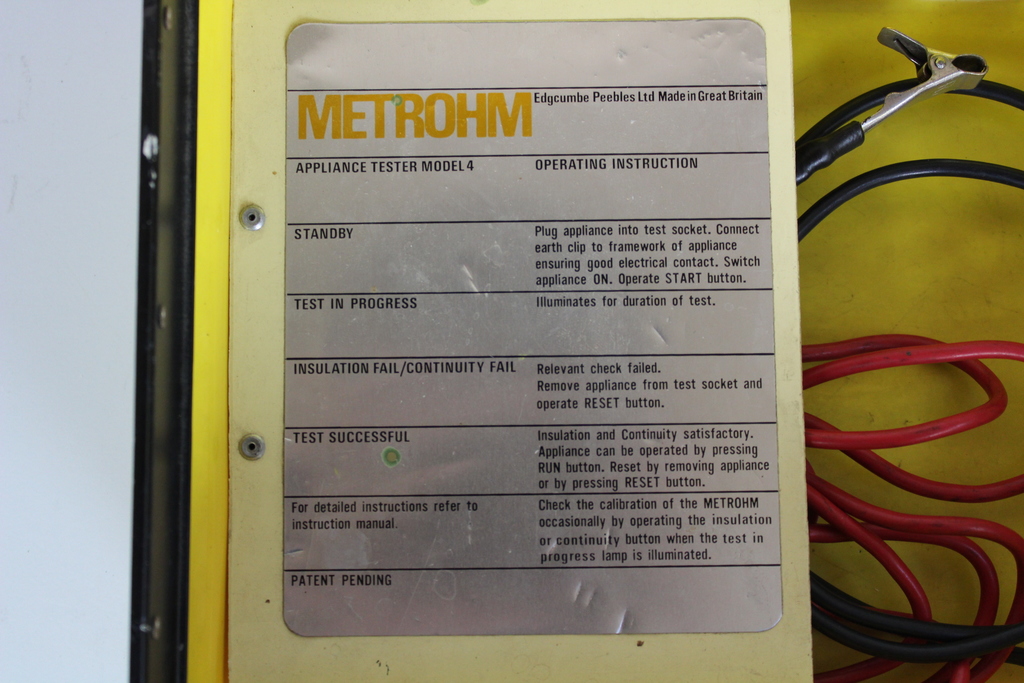 METROHM Edgcumbe Peebles Ltd Made in Great Britain
APPLIANCE TESTER MODEL 4 OPERATING INSTRUCTION
STANDBY
Plug appliance into test socket. Connect
earth clip to framework of appliance
ensuring good electrical contact. Switch
appliance ON. Operate START button.
TEST IN PROGRESS
Illuminates for duration of test.
INSULATION FAIL/CONTINUITY FAIL
Relevant check failed.
Remove appliance from test socket and
operate RESET button.
TEST SUCCESSFUL
Insulation and Continuity satisfactory.
Appliance can be operated by pressing
RUN button. Reset by removing appliance
or by pressing RESET button.
For detailed instructions refer to
instruction manual.
Check the calibration of the METROHM
occasionally by operating the insulation
or continuity button when the test in
progress lamp is illuminated.
PATENT PENDING